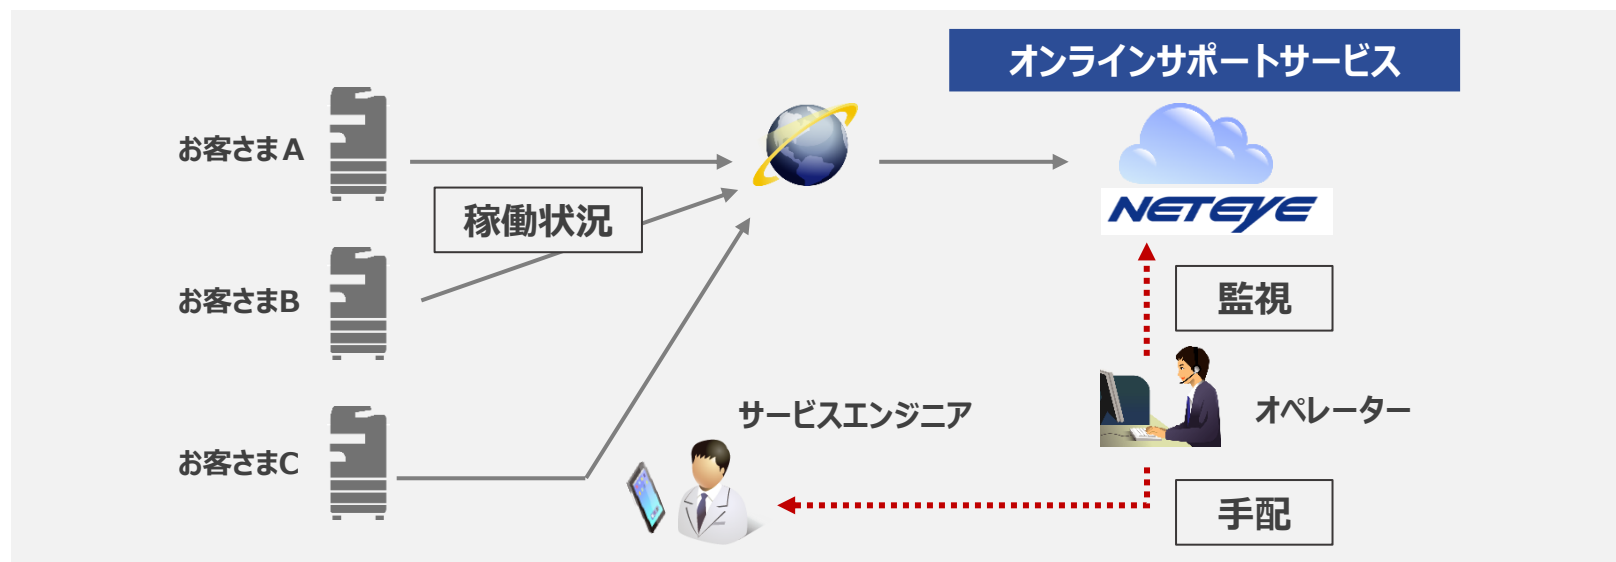 オンラインサポートサービス
お客さまA
稼働状況
NETEYE
お客さまB
監視
サービスエンジニア
オペレーター
お客さまC
手配